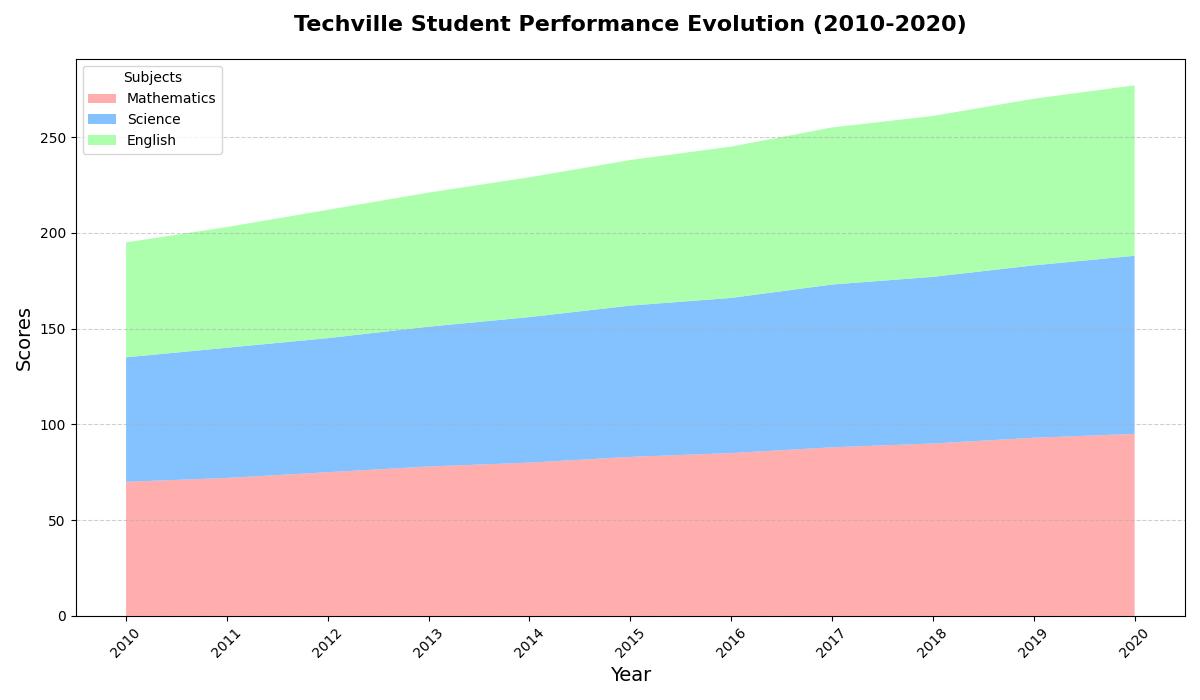 Techville Student Performance Evolution (2010-2020)
Subjects
Mathematics
Science
English
Scores
250
200
150
100
50
0
2010 2011 2012 2013 2014 2015 2016 2017 2018 2019 2020
Year